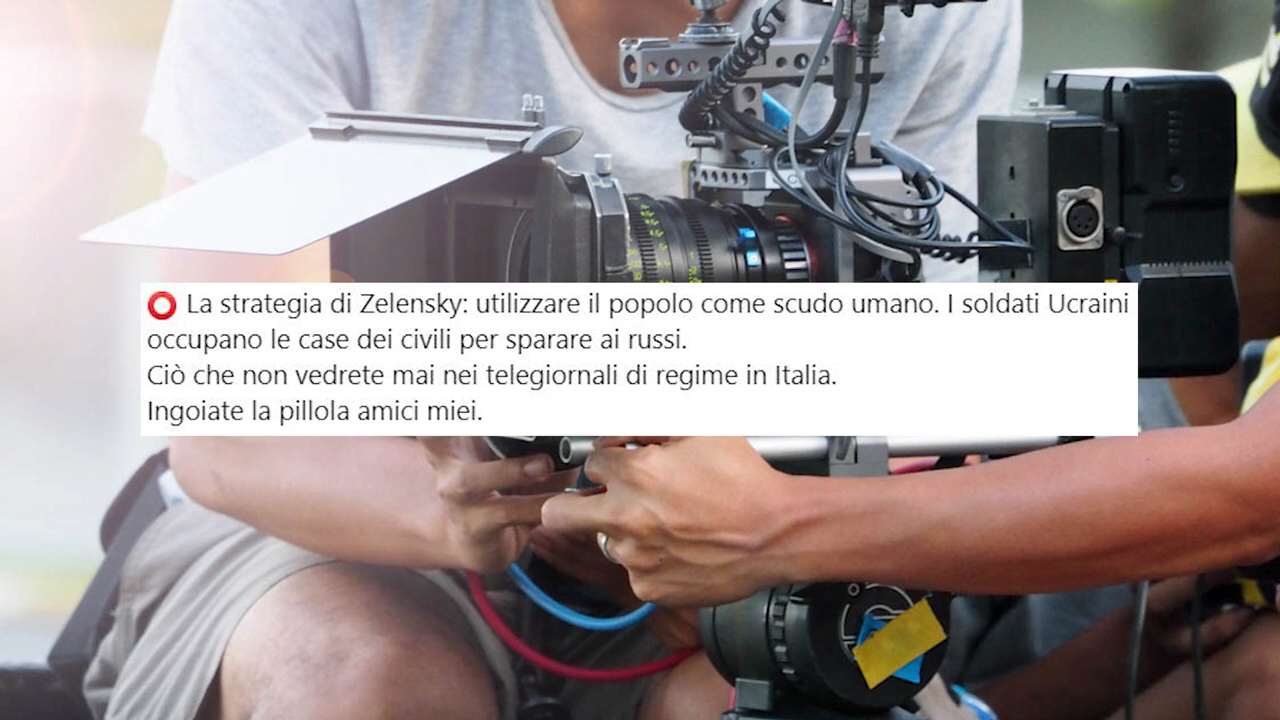 ⭕ La strategia di Zelensky: utilizzare il popolo come scudo umano. I soldati Ucraini
occupano le case dei civili per sparare ai russi.
Ciò che non vedrete mai nei telegiornali di regime in Italia.
Ingoiate la pillola amici miei.